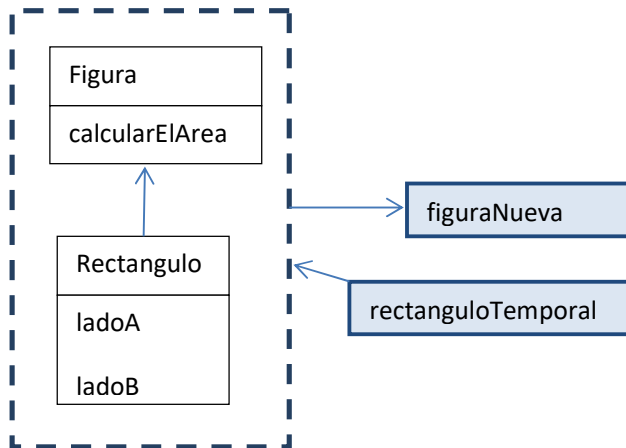 Figura
calcularElArea
figuraNueva
Rectangulo
rectanguloTemporal
ladoA
ladoB